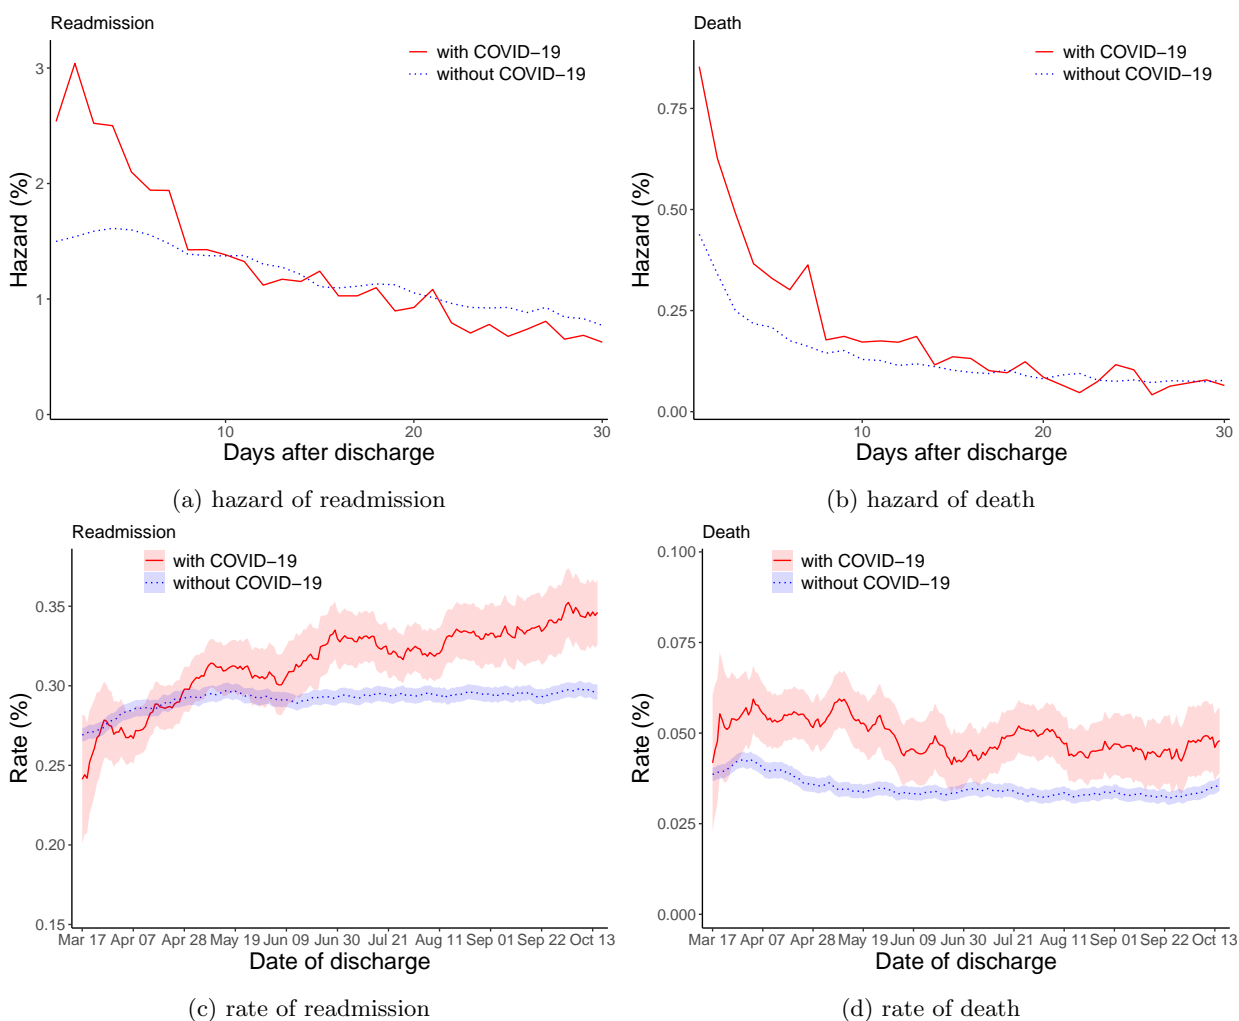 Readmission
with COVID−19
without COVID−19
Hazard (%)
3
2
1
0
10
20
30
Days after discharge
(a) hazard of readmission
Death
with COVID−19
without COVID−19
Hazard (%)
0.75
0.50
0.25
0.00
10
20
30
Days after discharge
(b) hazard of death
Readmission
with COVID−19
without COVID−19
Rate (%)
0.35
0.30
0.25
0.20
0.15
Mar 17 Apr 07 Apr 28 May 19 Jun 09 Jun 30 Jul 21 Aug 11 Sep 01 Sep 22 Oct 13
Date of discharge
(c) rate of readmission
Death
with COVID−19
without COVID−19
Rate (%)
0.100
0.075
0.050
0.025
0.000
Mar 17 Apr 07 Apr 28 May 19 Jun 09 Jun 30 Jul 21 Aug 11 Sep 01 Sep 22 Oct 13
Date of discharge
(d) rate of death